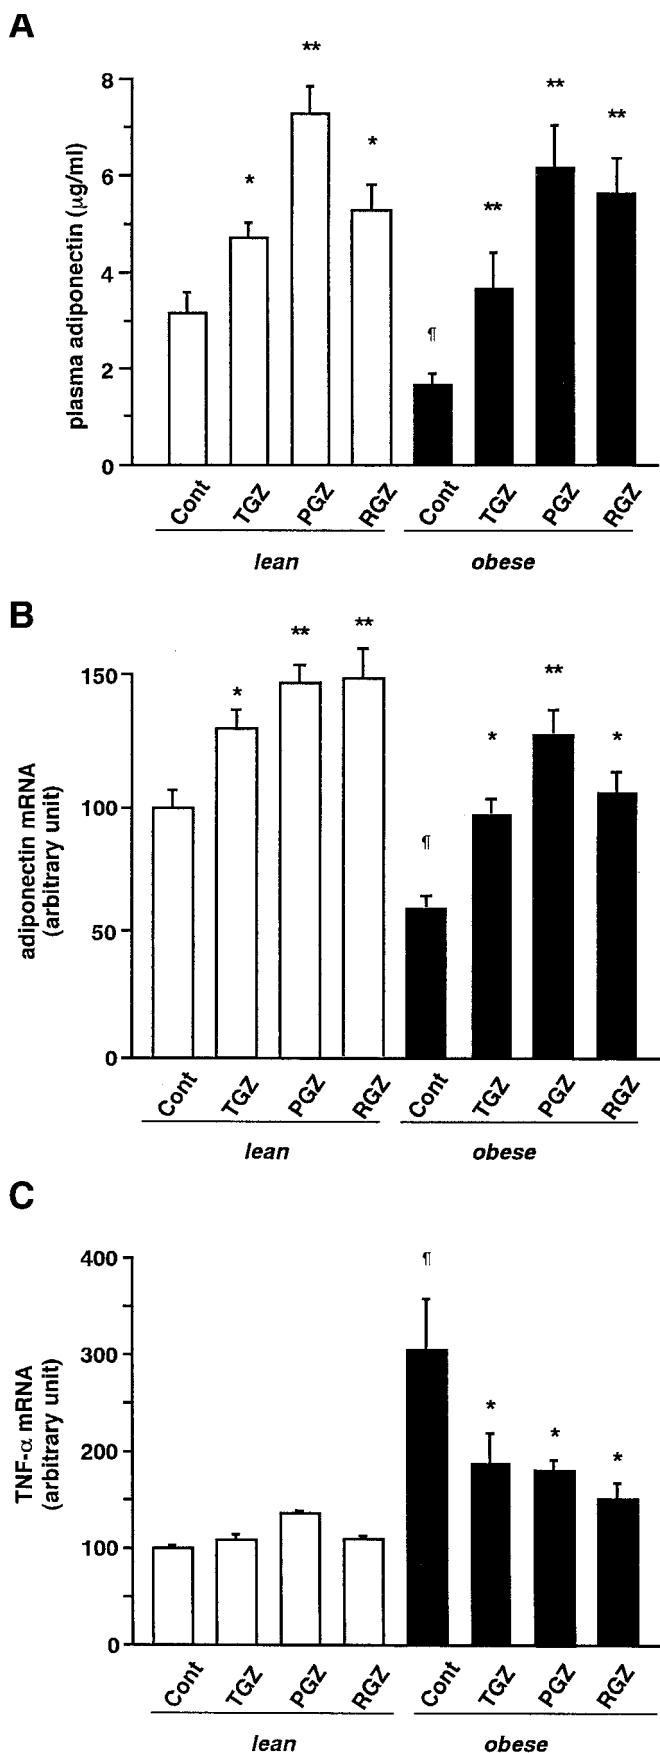 A
** 
8
*
**
**
*
6
**
plasma adiponectin (μg/ml)
4
¶
2
0
Cont TGZ PGZ RGZ Cont TGZ PGZ RGZ
lean obese
B
** **
150
*
**
* *
adiponectin mRNA
(arbitrary unit)
100
¶
50
0
Cont TGZ PGZ RGZ Cont TGZ PGZ RGZ
lean obese
C
400
¶
300
TNF-α mRNA
(arbitrary unit)
* * *
200
100
0
Cont TGZ PGZ RGZ Cont TGZ PGZ RGZ
lean obese